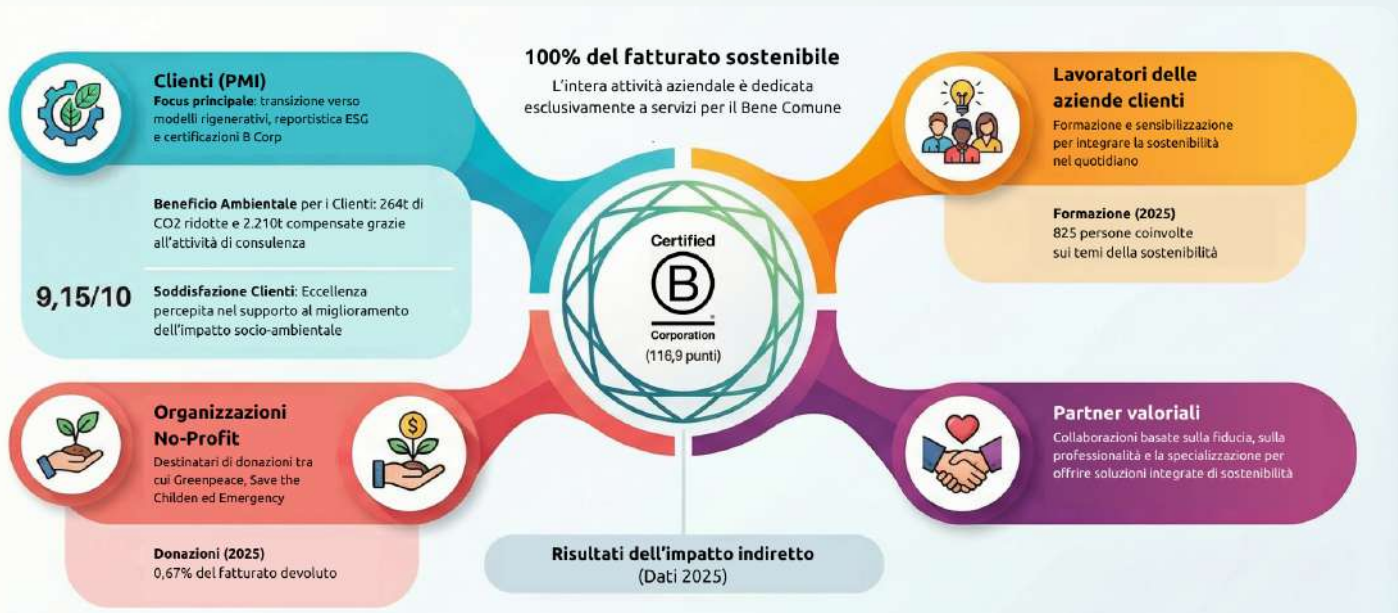 Clienti (PMI)
Focus principale: transizione verso
modelli rigenerativi, reportistica ESG
e certificazioni B Corp
Beneficio Ambientale per i Clienti: 264t di
CO2 ridotte e 2.210t compensate grazie
all'attività di consulenza
9,15/10
Soddisfazione Clienti: Eccellenza
percepita nel supporto al miglioramento
dell'impatto socio-ambientale
100% del fatturato sostenibile
L'intera attività aziendale è dedicata
esclusivamente a servizi per il Bene Comune
Lavoratori delle
aziende clienti
Formazione e sensibilizzazione
per integrare la sostenibilità
nel quotidiano
Formazione (2025)
825 persone coinvolte
sui temi della sostenibilità
Certified
B
Corporation
(116,9 punti)
Organizzazioni
No-Profit
Destinatari di donazioni tra
cui Greenpeace, Save the
Childen ed Emergency
$
Donazioni (2025)
0,67% del fatturato devoluto
Partner valoriali
Collaborazioni basate sulla fiducia, sulla
professionalità e la specializzazione per
offrire soluzioni integrate di sostenibilità
Risultati dell'impatto indiretto
(Dati 2025)